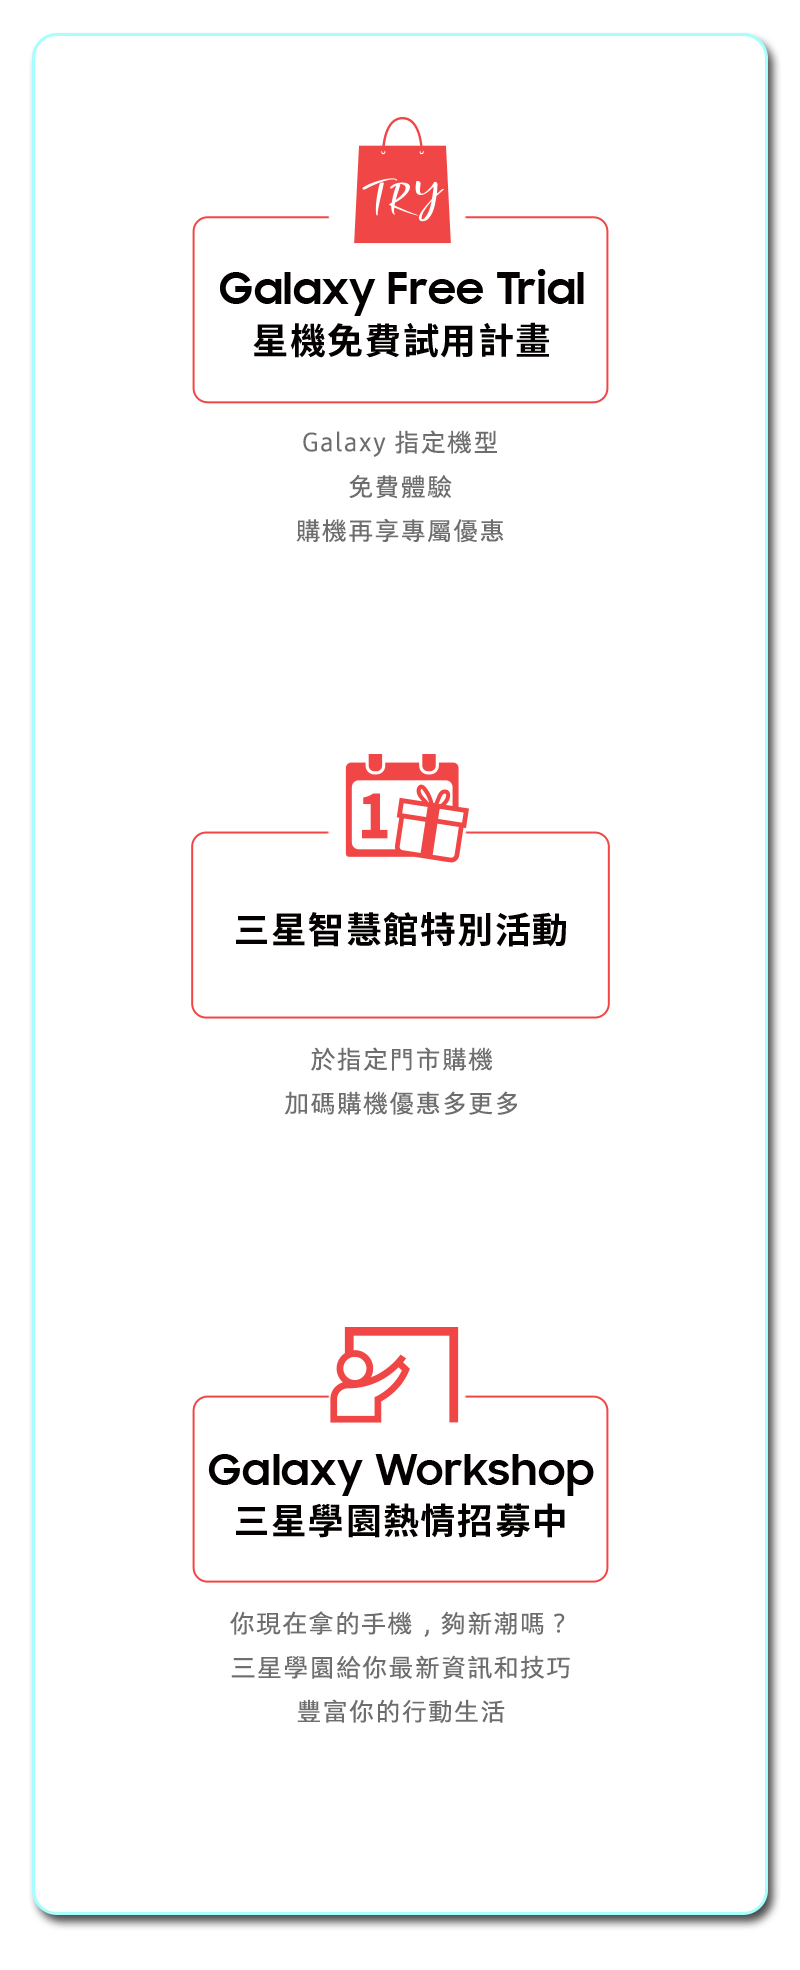 TRY
Galaxy Free Trial
星機免費試用計畫
Galaxy 指定機型
免費體驗
購機再享專屬優惠
1
三星智慧館特別活動
於指定門市購機
加碼購機優惠多更多
Galaxy Workshop
三星學園熱情招募中
你現在拿的手機，夠新潮嗎？
三星學園給你最新資訊和技巧
豐富你的行動生活